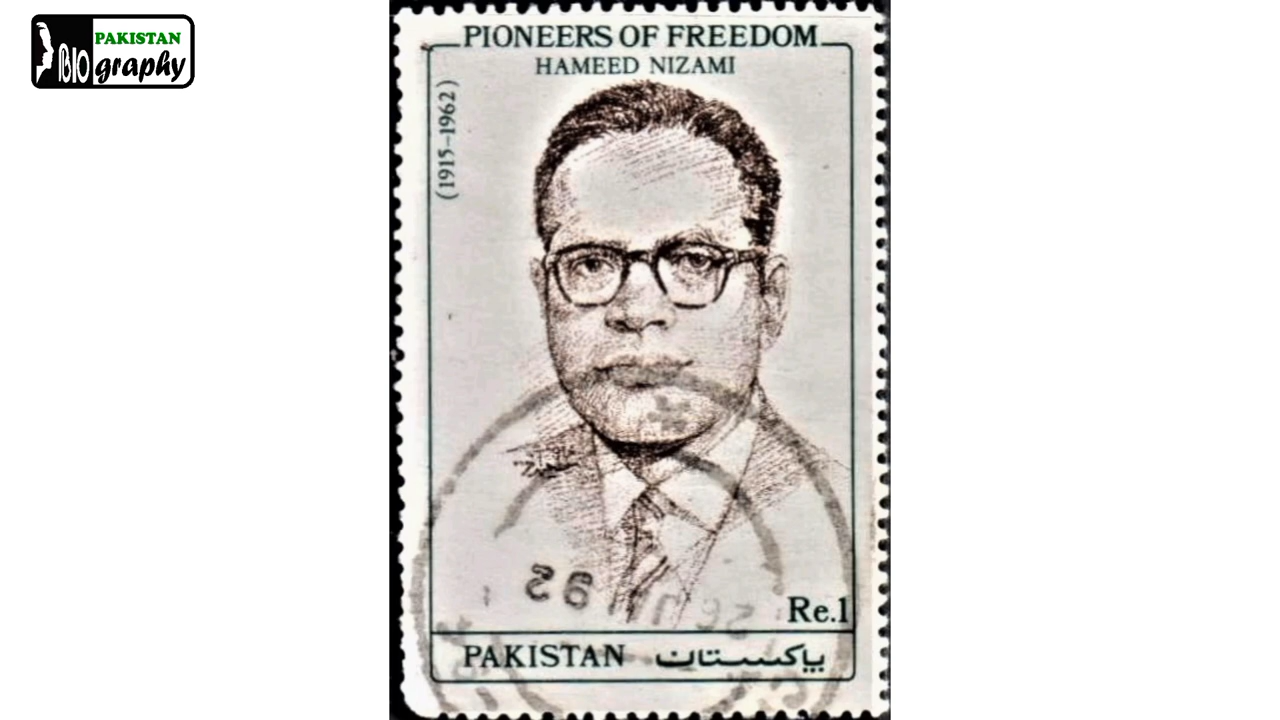 PAKISTAN
BIOgraphy
PIONEERS OF FREEDOM
HAMEED NIZAMI
(1915-1962)
Re.1
PAKISTAN پاکستان